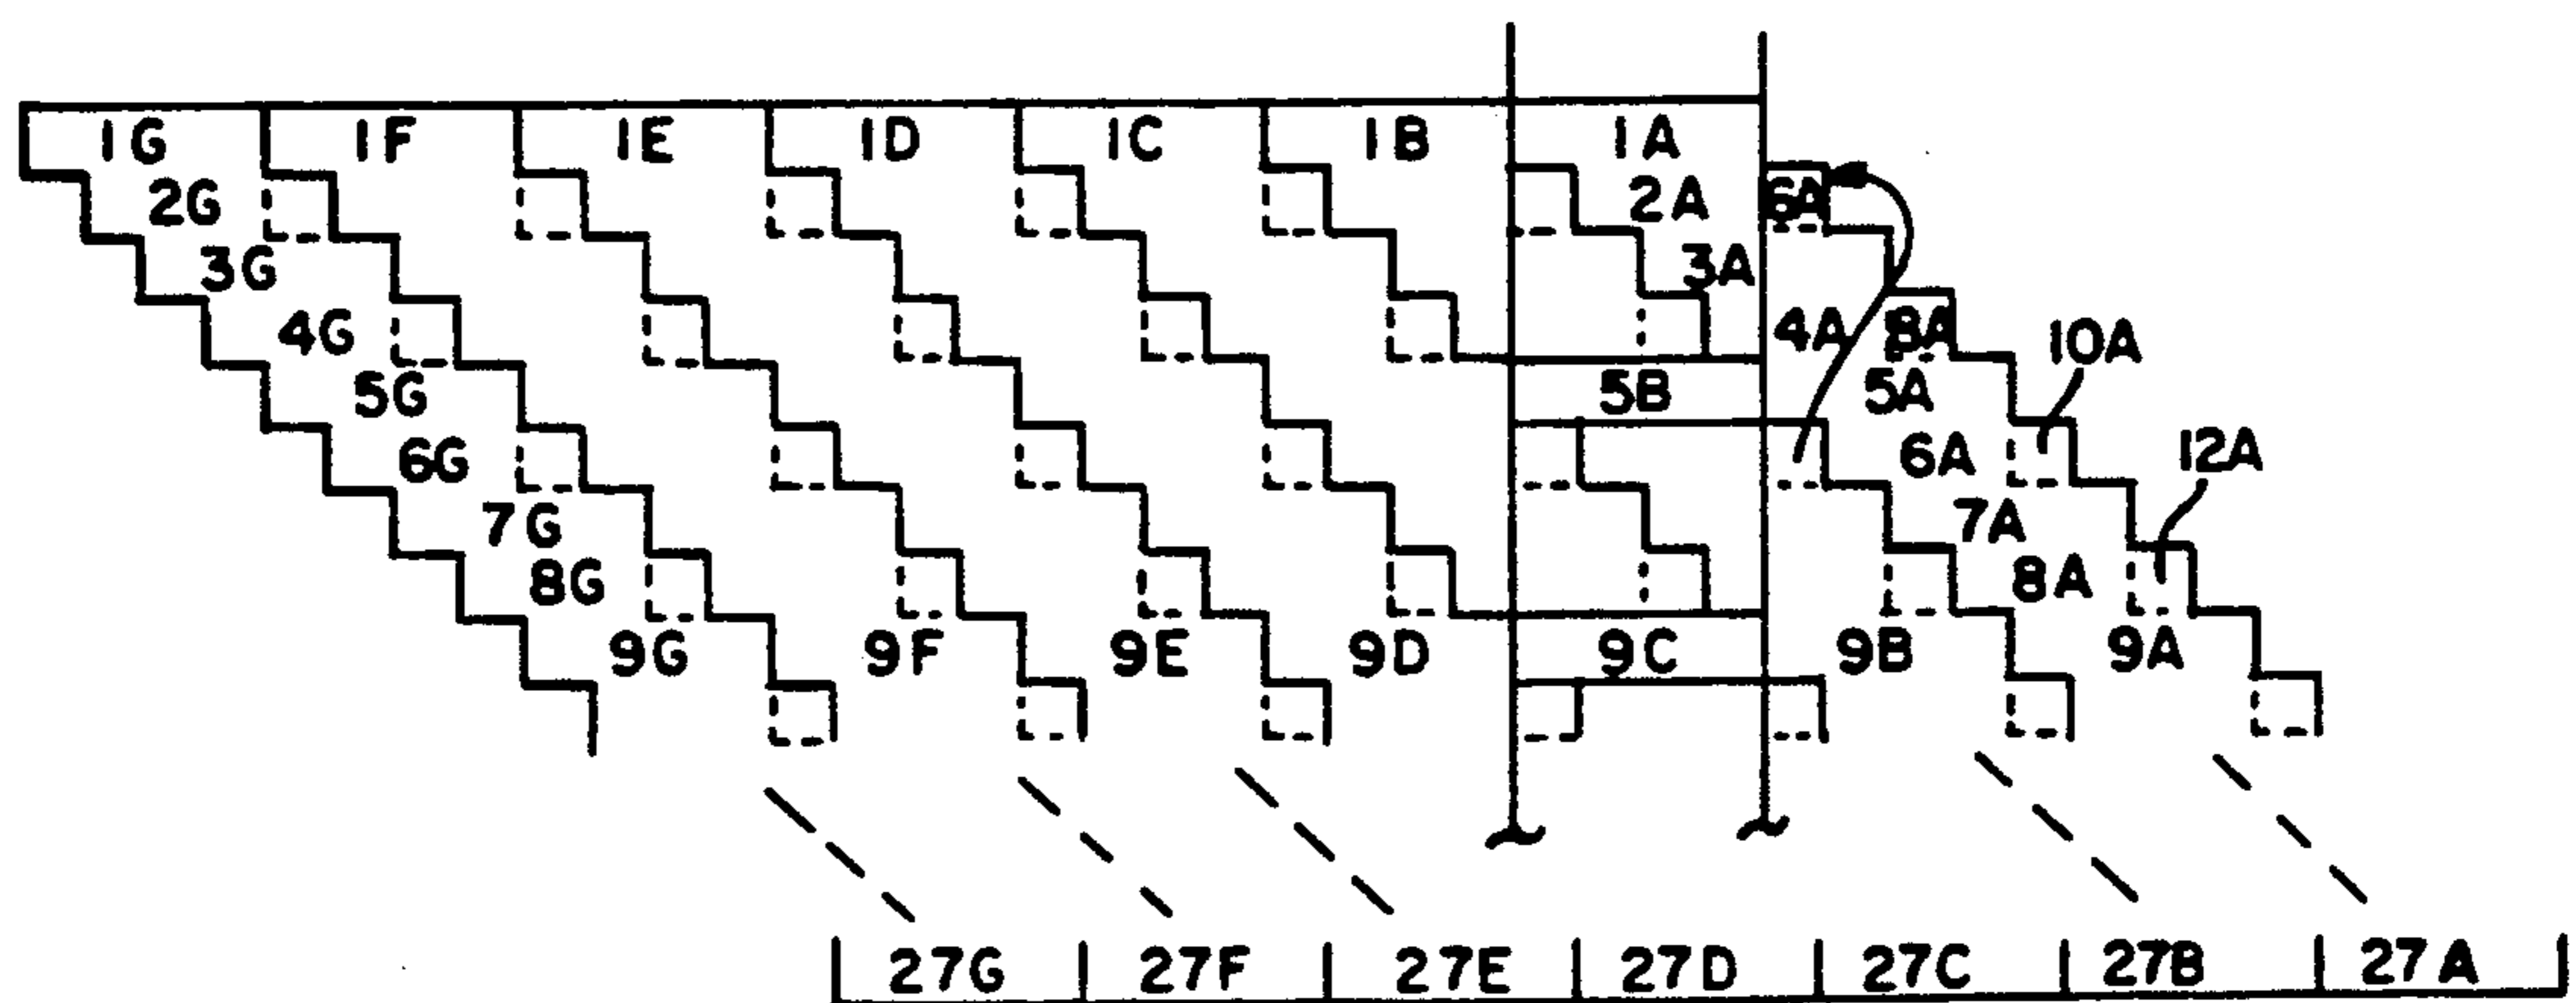 1G 1F 1E 1D 1C 1B 1A
2G 2A 6A
3G 3A
4G 4A 8A 10A
5G 5B 5A
6G 6A 12A
7G 7A
8G 8A
9G 9F 9E 9D 9C 9B 9A
27G 27F 27E 27D 27C 27B 27A